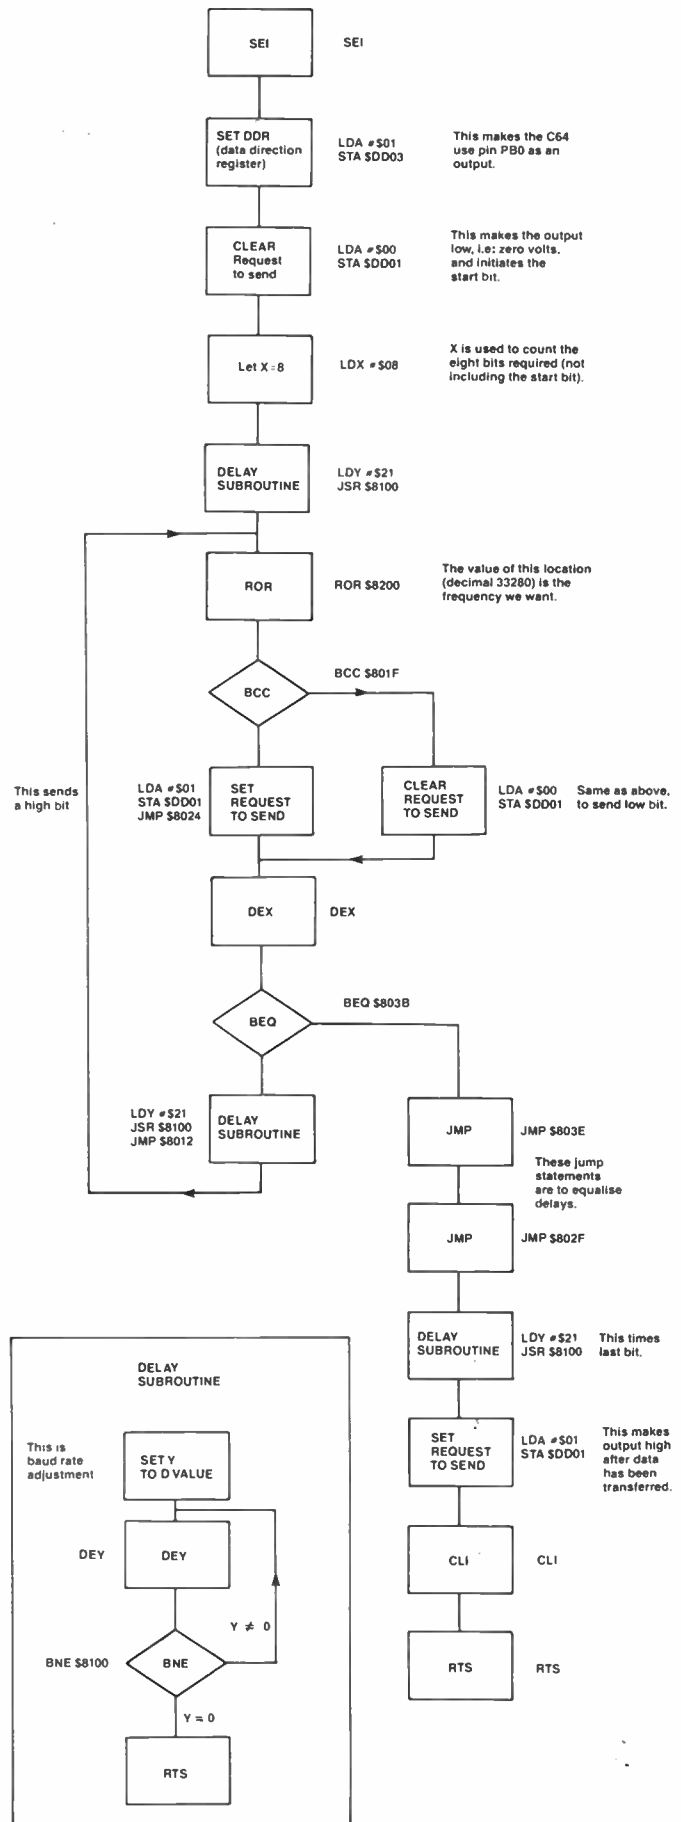 SEI
SEI
SET DDR
(data direction
register)
LDA #$01
STA $DD03
This makes the C64
use pin PB0 as an
output.
CLEAR
Request
to send
LDA #$00
STA $DD01
This makes the output
low, i.e: zero volts,
and initiates the
start bit.
Let X=8
LDX #$08
X is used to count the
eight bits required (not
including the start bit).
DELAY
SUBROUTINE
LDY #$21
JSR $8100
ROR
ROR $8200
The value of this location
(decimal 33280) is the
frequency we want.
BCC
BCC $801F
This sends
a high bit
LDA #$01
STA $DD01
JMP $8024
SET
REQUEST
TO SEND
CLEAR
REQUEST
TO SEND
LDA #$00
STA $DD01
Same as above,
to send low bit.
DEX
DEX
BEQ
BEQ $803B
LDY #$21
JSR $8100
JMP $8012
DELAY
SUBROUTINE
JMP
JMP $803E
These jump
statements
are to equalise
delays.
JMP
JMP $802F
DELAY
SUBROUTINE
LDY #$21
JSR $8100
This times
last bit.
SET
REQUEST
TO SEND
LDA #$01
STA $DD01
This makes
output high
after data
has been
transferred.
CLI
CLI
RTS
RTS
DELAY
SUBROUTINE
This is
baud rate
adjustment
SET Y
TO D VALUE
DEY
DEY
Y ≠ 0
BNE $8100
BNE
Y = 0
RTS